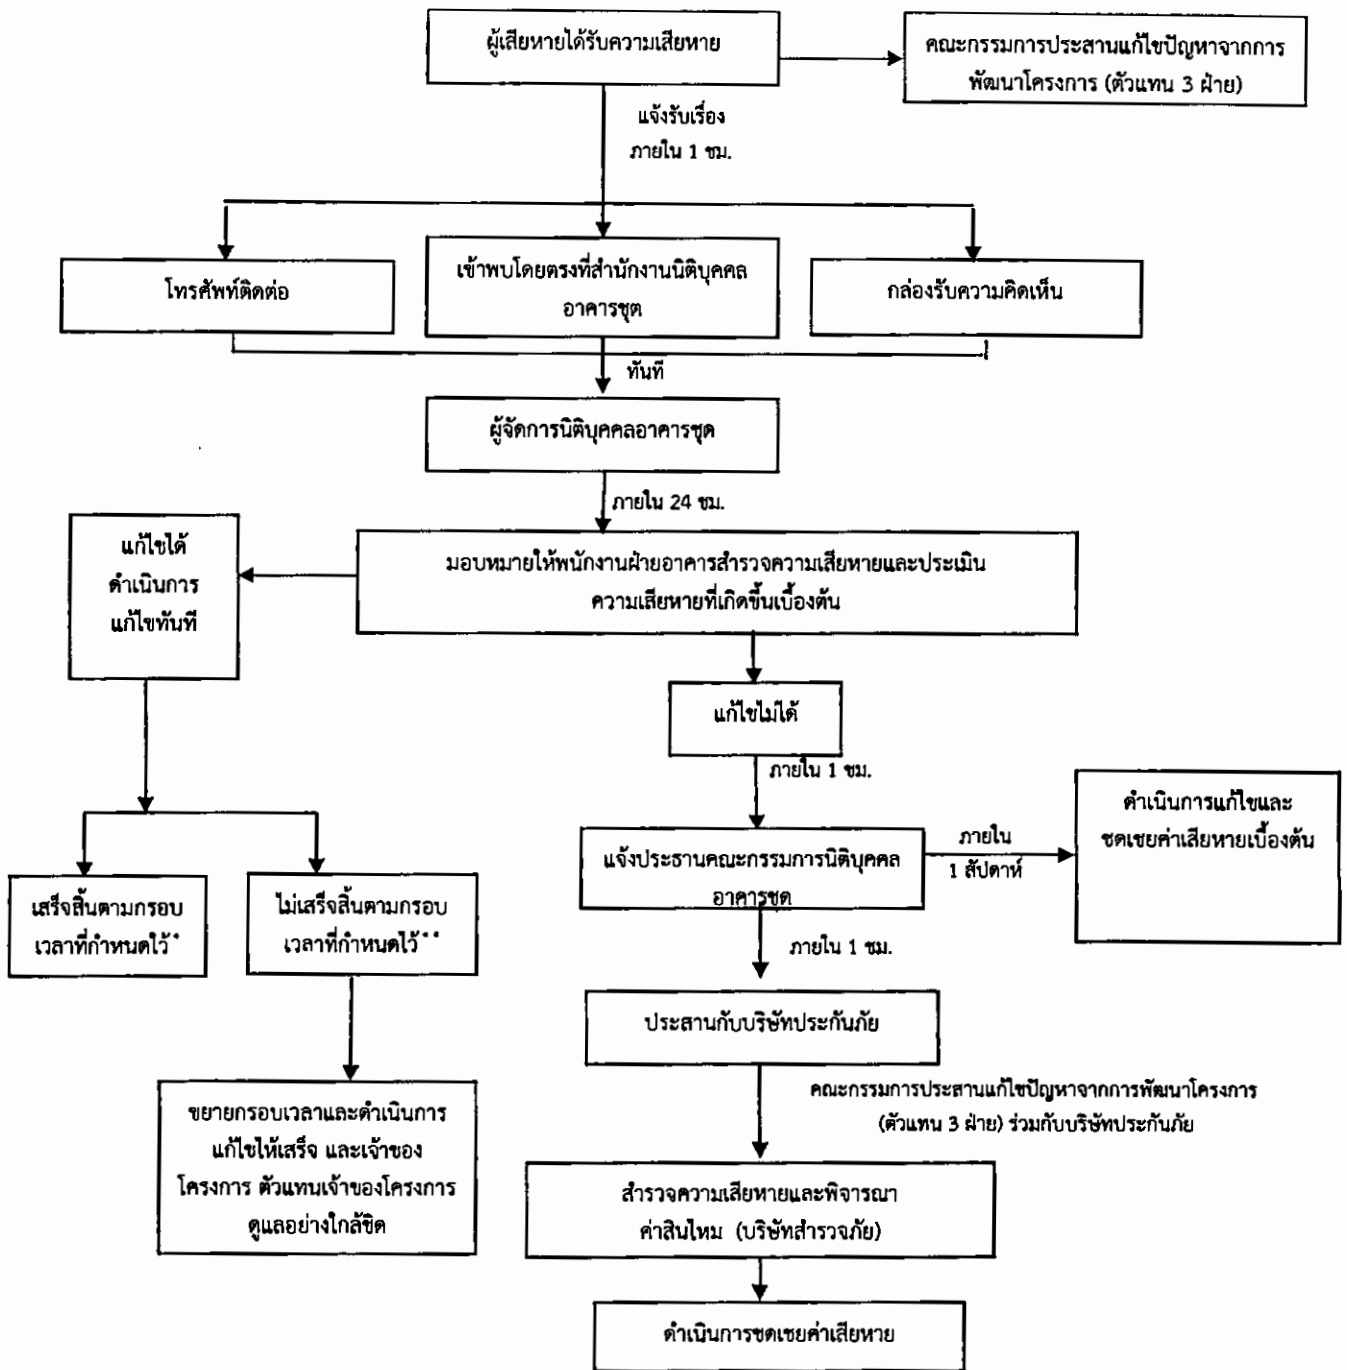 ผู้เสียหายได้รับความเสียหาย
คณะกรรมการประสานแก้ไขปัญหาจากการ
พัฒนาโครงการ (ตัวแทน 3 ฝ่าย)
แจ้งรับเรื่อง
ภายใน 1 ชม.
โทรศัพท์ติดต่อ
เข้าพบโดยตรงที่สำนักงานนิติบุคคล
อาคารชุด
กล่องรับความคิดเห็น
ทันที
ผู้จัดการนิติบุคคลอาคารชุด
ภายใน 24 ชม.
แก้ไขได้
ดำเนินการ
แก้ไขทันที
มอบหมายให้พนักงานฝ่ายอาคารสำรวจความเสียหายและประเมิน
ความเสียหายที่เกิดขึ้นเบื้องต้น
แก้ไขไม่ได้
ภายใน 1 ชม.
แจ้งประธานคณะกรรมการนิติบุคคล
อาคารชุด
ภายใน
1 สัปดาห์
ดำเนินการแก้ไขและ
ชดเชยค่าเสียหายเบื้องต้น
เสร็จสิ้นตามกรอบ
เวลาที่กำหนดไว้*
ไม่เสร็จสิ้นตามกรอบ
เวลาที่กำหนดไว้**
ภายใน 1 ชม.
ประสานกับบริษัทประกันภัย
ขยายกรอบเวลาและดำเนินการ
แก้ไขให้เสร็จ และเจ้าของ
โครงการ ตัวแทนเจ้าของโครงการ
ดูแลอย่างใกล้ชิด
คณะกรรมการประสานแก้ไขปัญหาจากการพัฒนาโครงการ
(ตัวแทน 3 ฝ่าย) ร่วมกับบริษัทประกันภัย
สำรวจความเสียหายและพิจารณา
ค่าสินไหม (บริษัทสำรวจภัย)
ดำเนินการชดเชยค่าเสียหาย